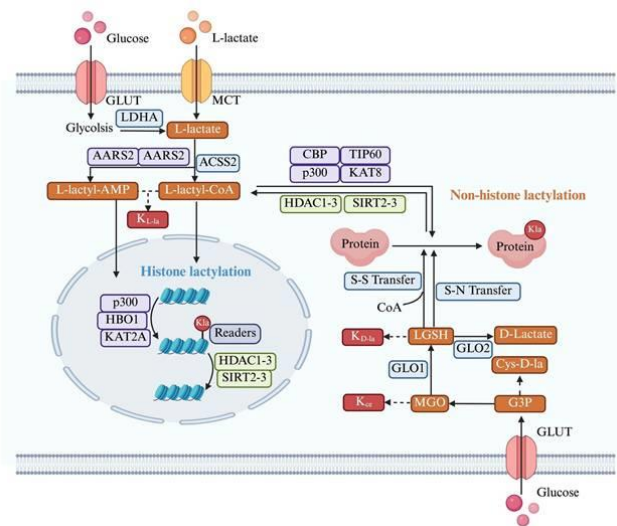 Glucose
L-lactate
GLUT
MCT
Glycolsis
LDHA
L-lactate
AARS2
AARS2
ACSS2
L-lactyl-AMP
L-lactyl-CoA
KL-la
CBP
TIP60
p300
KAT8
HDAC1-3
SIRT2-3
Non-histone lactylation
Protein
Protein
Kla
S-S Transfer
CoA
S-N Transfer
Histone lactylation
p300
HBO1
KAT2A
Kla
Readers
HDAC1-3
SIRT2-3
KD-la
LGSH
D-Lactate
GLO2
GLO1
Cys-D-la
Kce
MGO
G3P
GLUT
Glucose